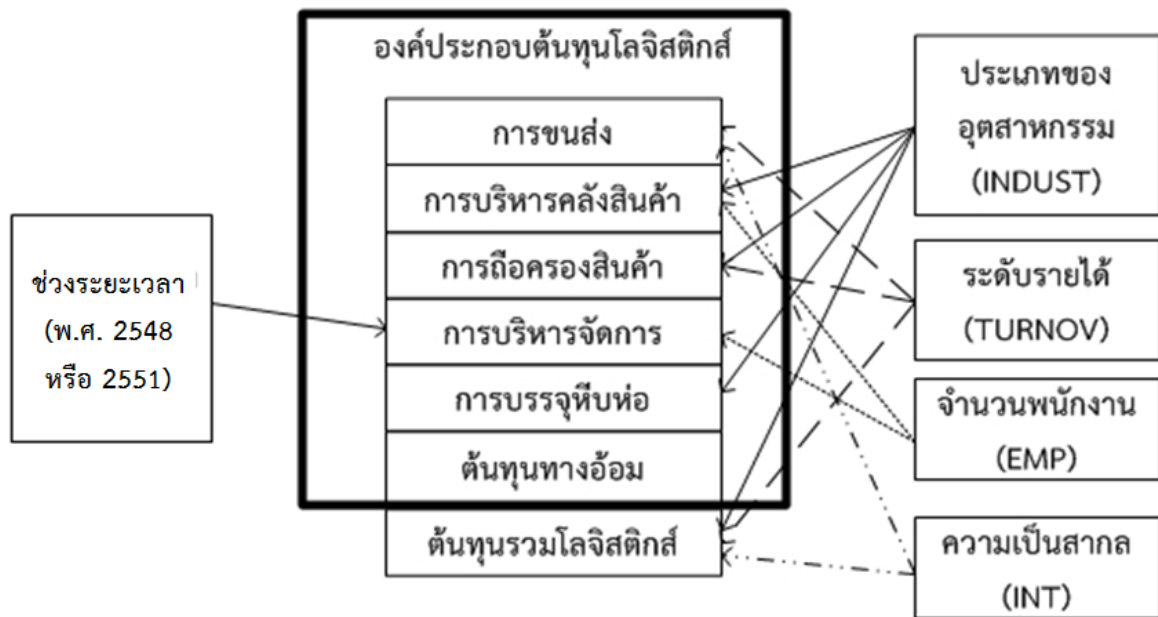 องค์ประกอบต้นทุนโลจิสติกส์
การขนส่ง
การบริหารคลังสินค้า
การถือครองสินค้า
การบริหารจัดการ
การบรรจุหีบห่อ
ต้นทุนทางอ้อม
ต้นทุนรวมโลจิสติกส์
ช่วงระยะเวลา
(พ.ศ. 2548
หรือ 2551)
ประเภทของ
อุตสาหกรรม
(INDUST)
ระดับรายได้
(TURNOV)
จำนวนพนักงาน
(EMP)
ความเป็นสากล
(INT)